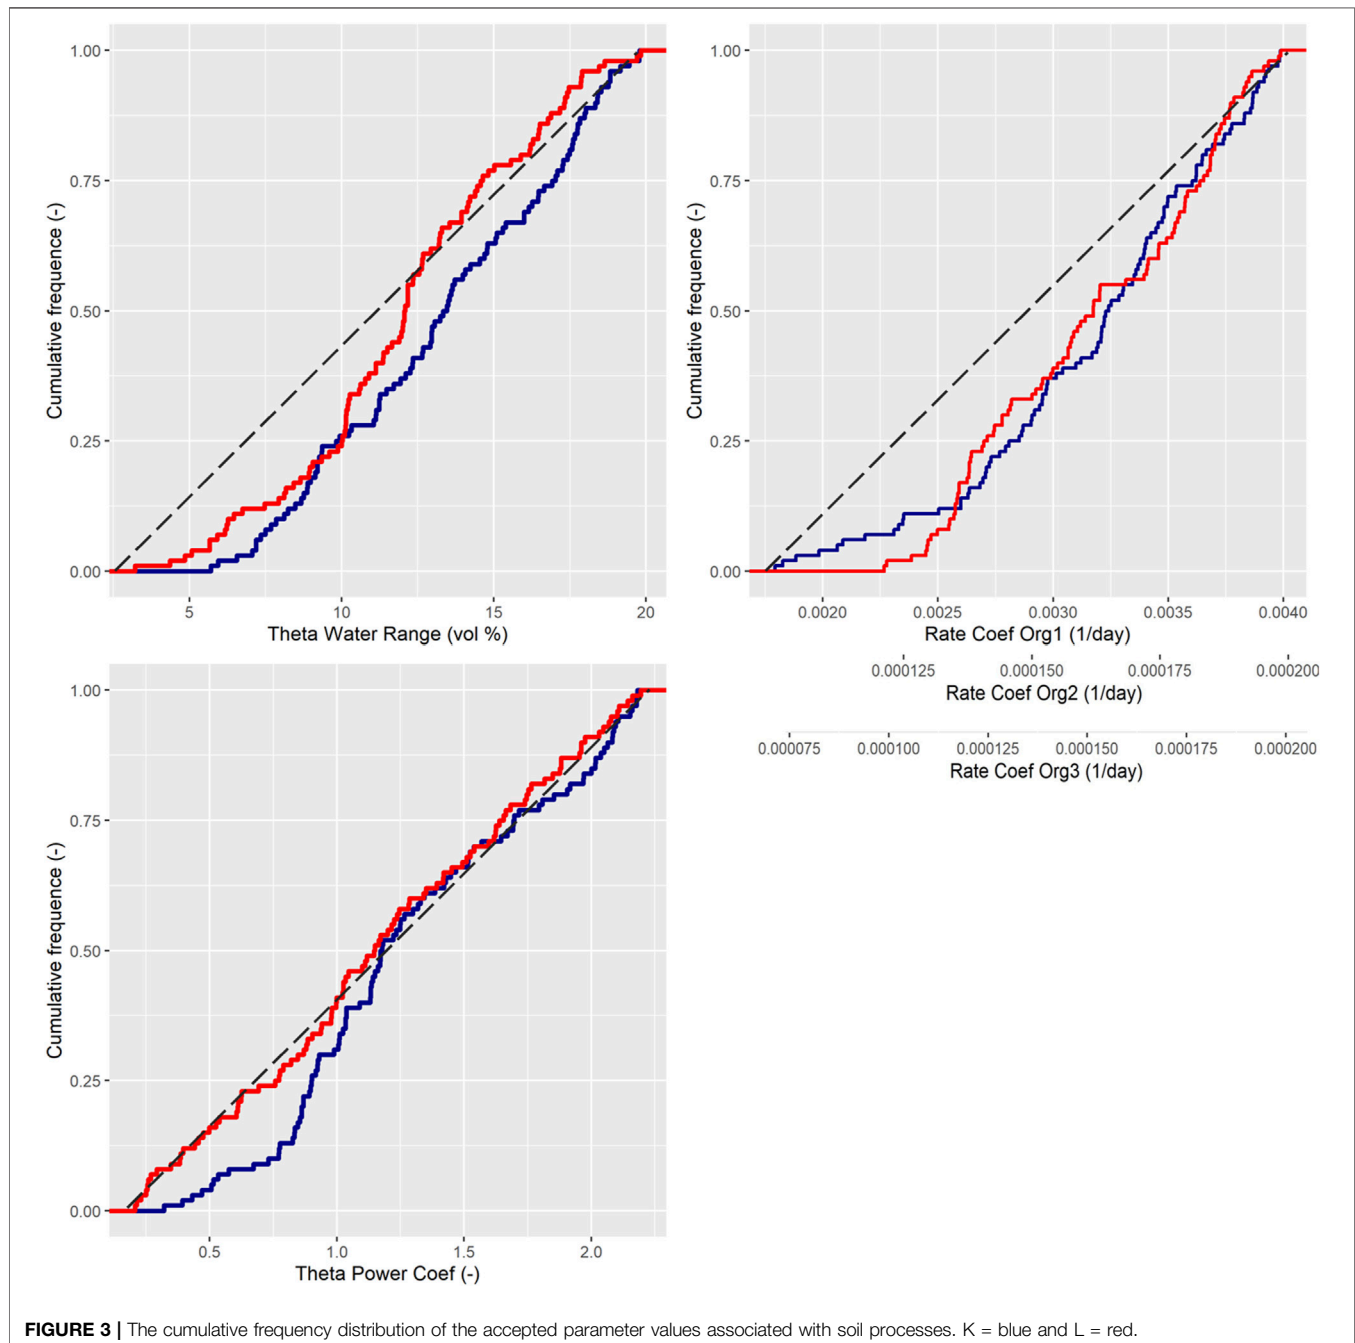 1.00
0.75
0.50
0.25
0.00
Cumulative frequence (-)
5 10 15 20
Theta Water Range (vol %)
1.00
0.75
0.50
0.25
0.00
Cumulative frequence (-)
0.0020 0.0025 0.0030 0.0035 0.0040
Rate Coef Org1 (1/day)
0.000125 0.000150 0.000175 0.000200
Rate Coef Org2 (1/day)
0.000075 0.000100 0.000125 0.000150 0.000175 0.000200
Rate Coef Org3 (1/day)
1.00
0.75
0.50
0.25
0.00
Cumulative frequence (-)
0.5 1.0 1.5 2.0
Theta Power Coef (-)
FIGURE 3 | The cumulative frequency distribution of the accepted parameter values associated with soil processes. K = blue and L = red.